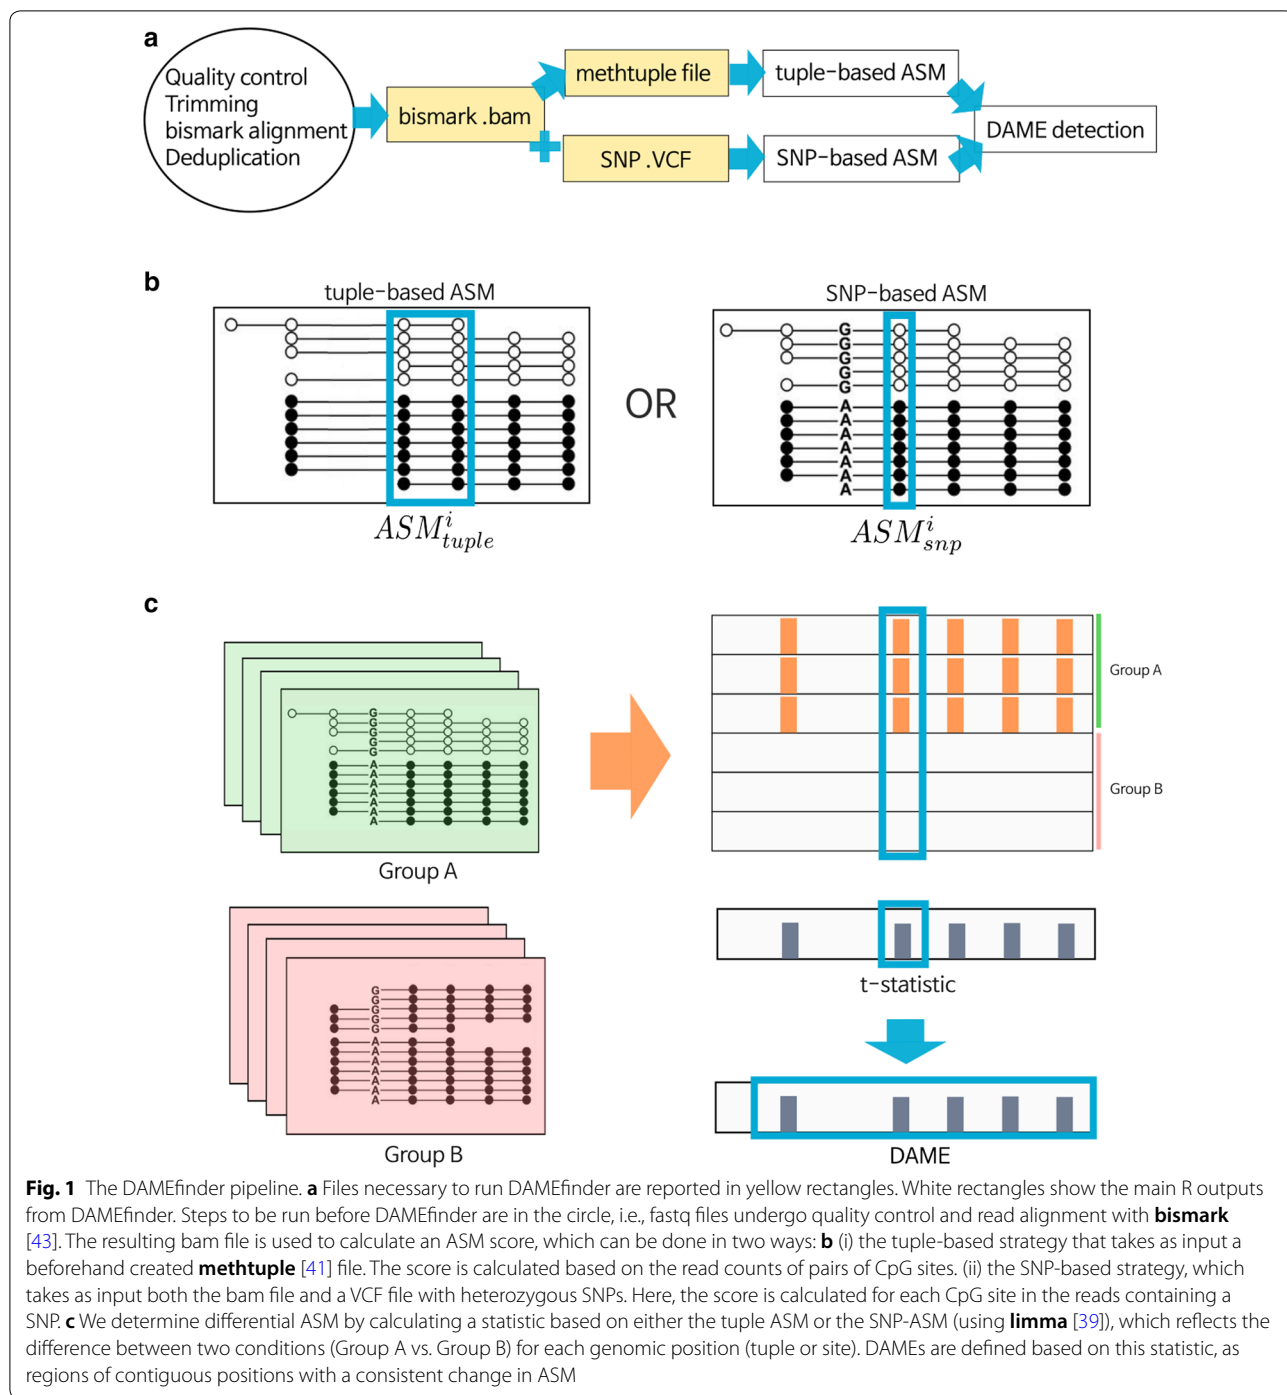 a
Quality control
Trimming
bismark alignment
Deduplication
bismark .bam
methtuple file
tuple-based ASM
SNP .VCF
SNP-based ASM
DAME detection
b
tuple-based ASM
OR
SNP-based ASM
G
G
G
G
G
A
A
A
A
A
A
A
ASM^i_{tuple}
ASM^i_{snp}
c
G
G
G
G
G
A
A
A
A
A
A
A
Group A
Group A
Group B
G
G
G
G
G
A
A
A
A
A
A
A
Group B
t-statistic
DAME
Fig. 1 The DAMEfinder pipeline. a Files necessary to run DAMEfinder are reported in yellow rectangles. White rectangles show the main R outputs
from DAMEfinder. Steps to be run before DAMEfinder are in the circle, i.e., fastq files undergo quality control and read alignment with bismark
[43]. The resulting bam file is used to calculate an ASM score, which can be done in two ways: b (i) the tuple-based strategy that takes as input a
beforehand created methtuple [41] file. The score is calculated based on the read counts of pairs of CpG sites. (ii) the SNP-based strategy, which
takes as input both the bam file and a VCF file with heterozygous SNPs. Here, the score is calculated for each CpG site in the reads containing a
SNP. c We determine differential ASM by calculating a statistic based on either the tuple ASM or the SNP-ASM (using limma [39]), which reflects the
difference between two conditions (Group A vs. Group B) for each genomic position (tuple or site). DAMEs are defined based on this statistic, as
regions of contiguous positions with a consistent change in ASM